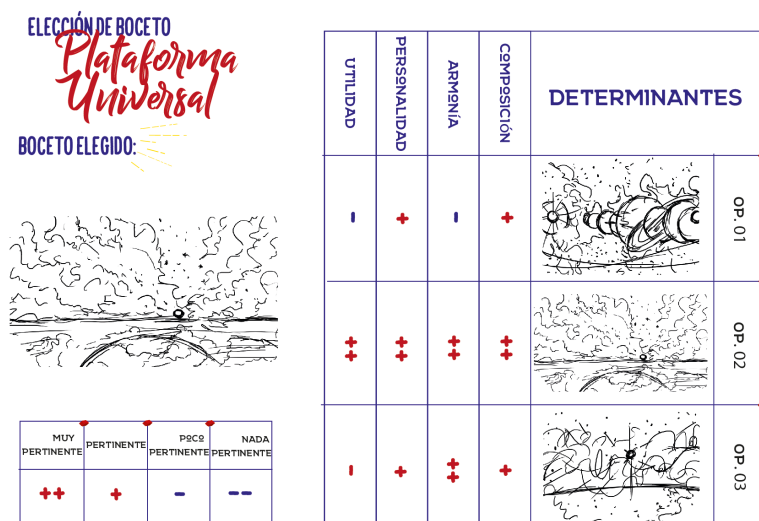 ELECCIÓN DE BOCETO
Plataforma
Universal
BOCETO ELEGIDO:
UTILIDAD
PERSONALIDAD
ARMONÍA
COMPOSICIÓN
DETERMINANTES
- + - + OP. 01
++ ++ ++ ++ OP. 02
- + ++ + OP. 03
MUY PERTINENTE
PERTINENTE
POCO PERTINENTE
NADA PERTINENTE
++ + - --